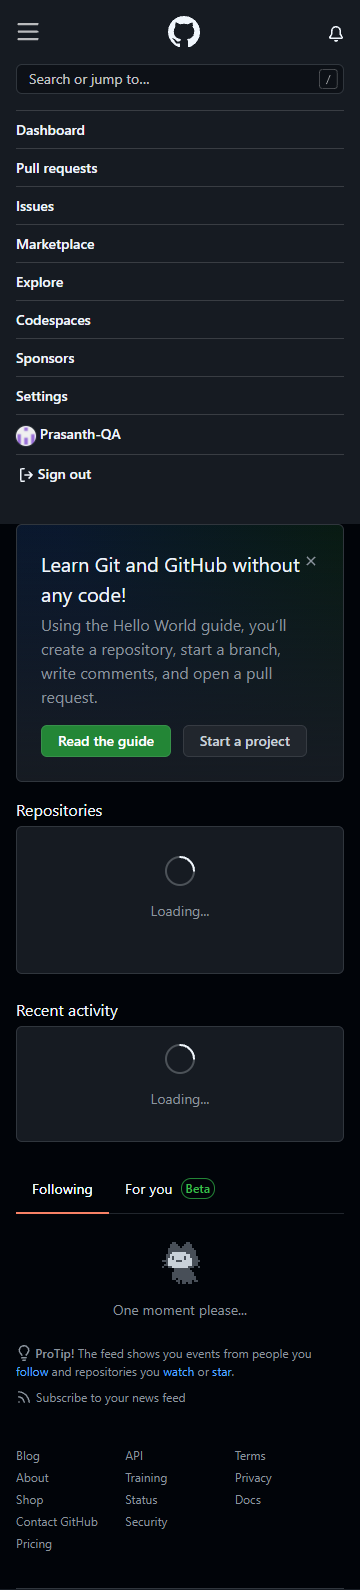 Search or jump to... /
Dashboard
Pull requests
Issues
Marketplace
Explore
Codespaces
Sponsors
Settings
Prasanth-QA
Sign out
Learn Git and GitHub without
any code!
Using the Hello World guide, you’ll
create a repository, start a branch,
write comments, and open a pull
request.
Read the guide Start a project
Repositories
Loading...
Recent activity
Loading...
Following For you Beta
One moment please...
ProTip! The feed shows you events from people you
follow and repositories you watch or star.
Subscribe to your news feed
Blog API Terms
About Training Privacy
Shop Status Docs
Contact GitHub Security
Pricing